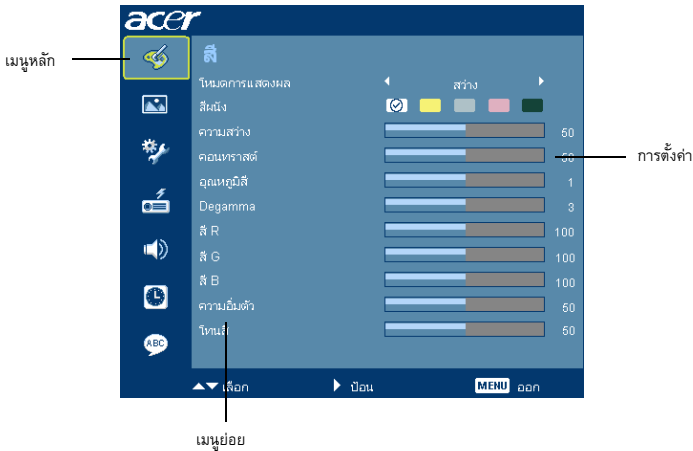 acer
เมนูหลัก
สี
โหมดการแสดงผล สว่าง
สีผนัง
ความสว่าง 50
คอนทราสต์ 50
การตั้งค่า
อุณหภูมิสี 1
Degamma 3
สี R 100
สี G 100
สี B 100
ความอิ่มตัว 50
โทนสี 50
ABC
เลือก ป้อน MENU ออก
เมนูย่อย